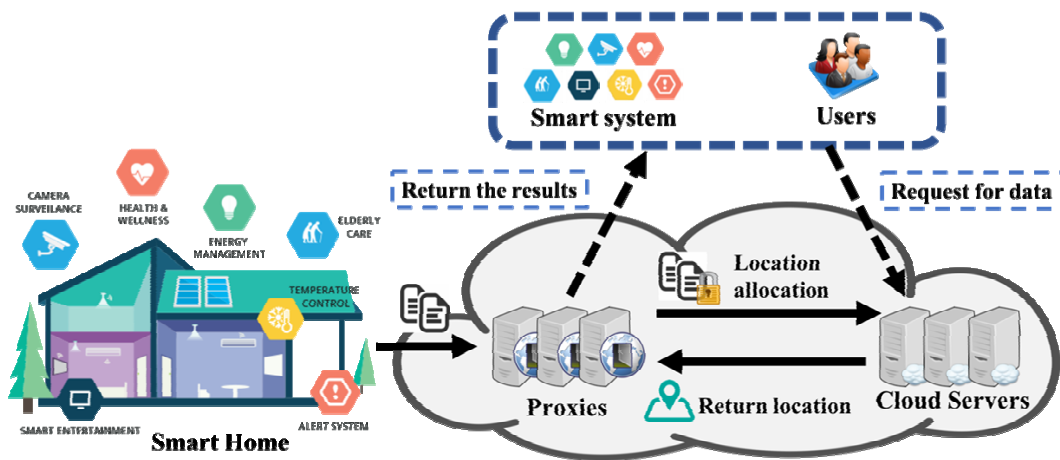 Smart system
Users
Return the results
Request for data
CAMERA
SURVEILANCE
HEALTH &
WELLNESS
ENERGY
MANAGEMENT
ELDERLY
CARE
TEMPERATURE
CONTROL
Location
allocation
Proxies
Return location
Cloud Servers
SMART ENTERTAINMENT
ALERT SYSTEM
Smart Home